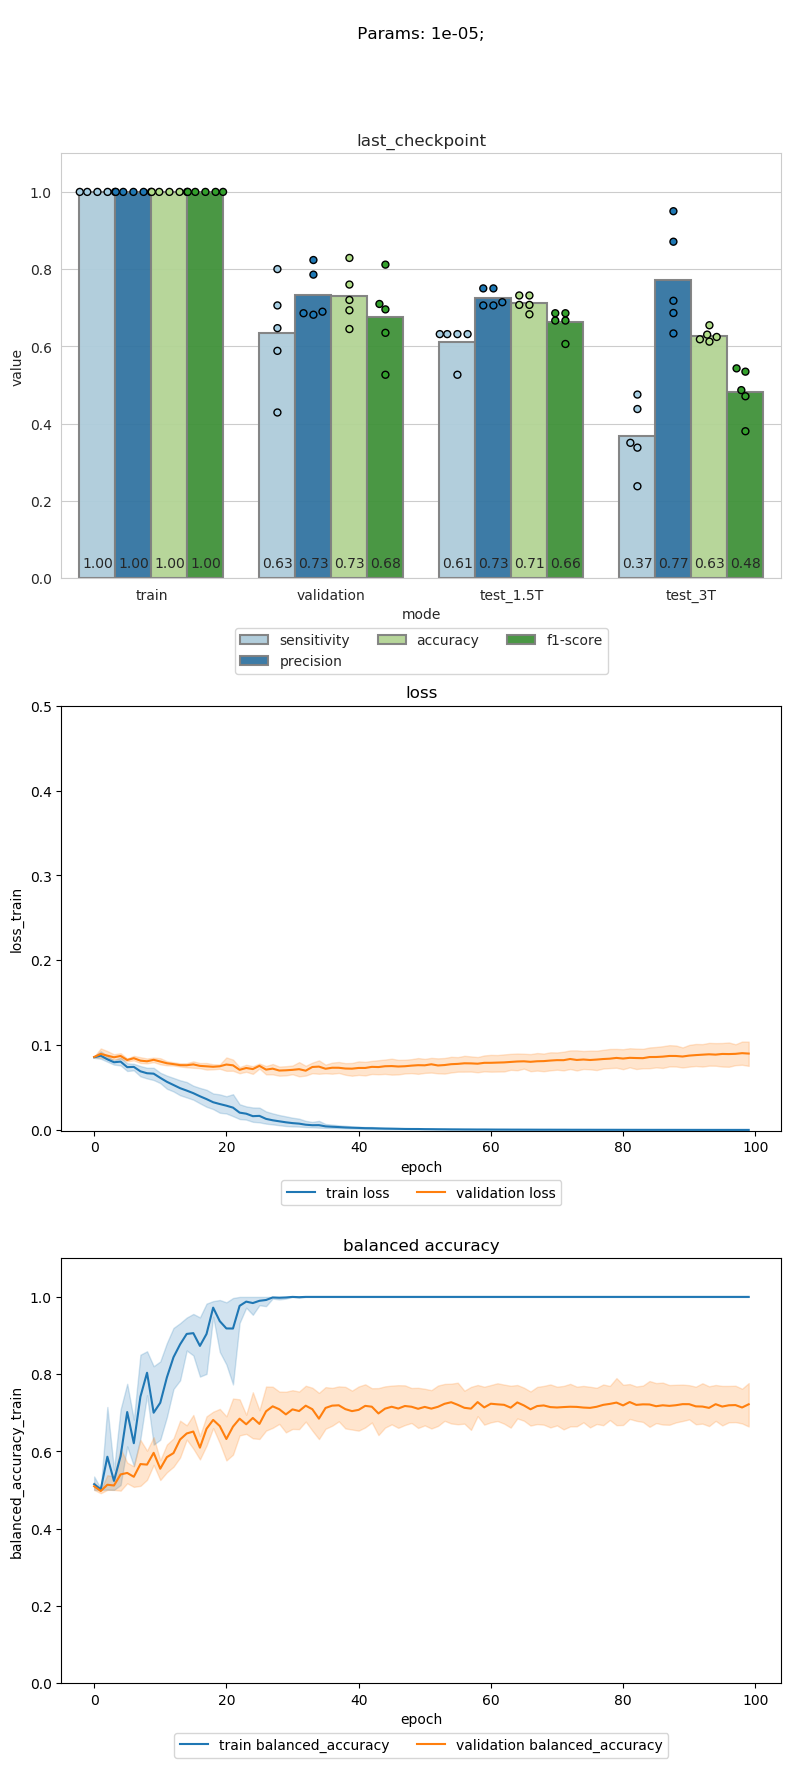 Params: 1e-05;
last_checkpoint
1.0
0.8
0.6
0.4
0.2
0.0
value
1.00 1.00 1.00 1.00 0.63 0.73 0.73 0.68 0.61 0.73 0.71 0.66 0.37 0.77 0.63 0.48
train validation test_1.5T test_3T
mode
sensitivity accuracy f1-score
precision
loss
0.5
0.4
0.3
0.2
0.1
0.0
loss_train
0 20 40 60 80 100
epoch
train loss validation loss
balanced accuracy
1.0
0.8
0.6
0.4
0.2
0.0
balanced_accuracy_train
0 20 40 60 80 100
epoch
train balanced_accuracy validation balanced_accuracy